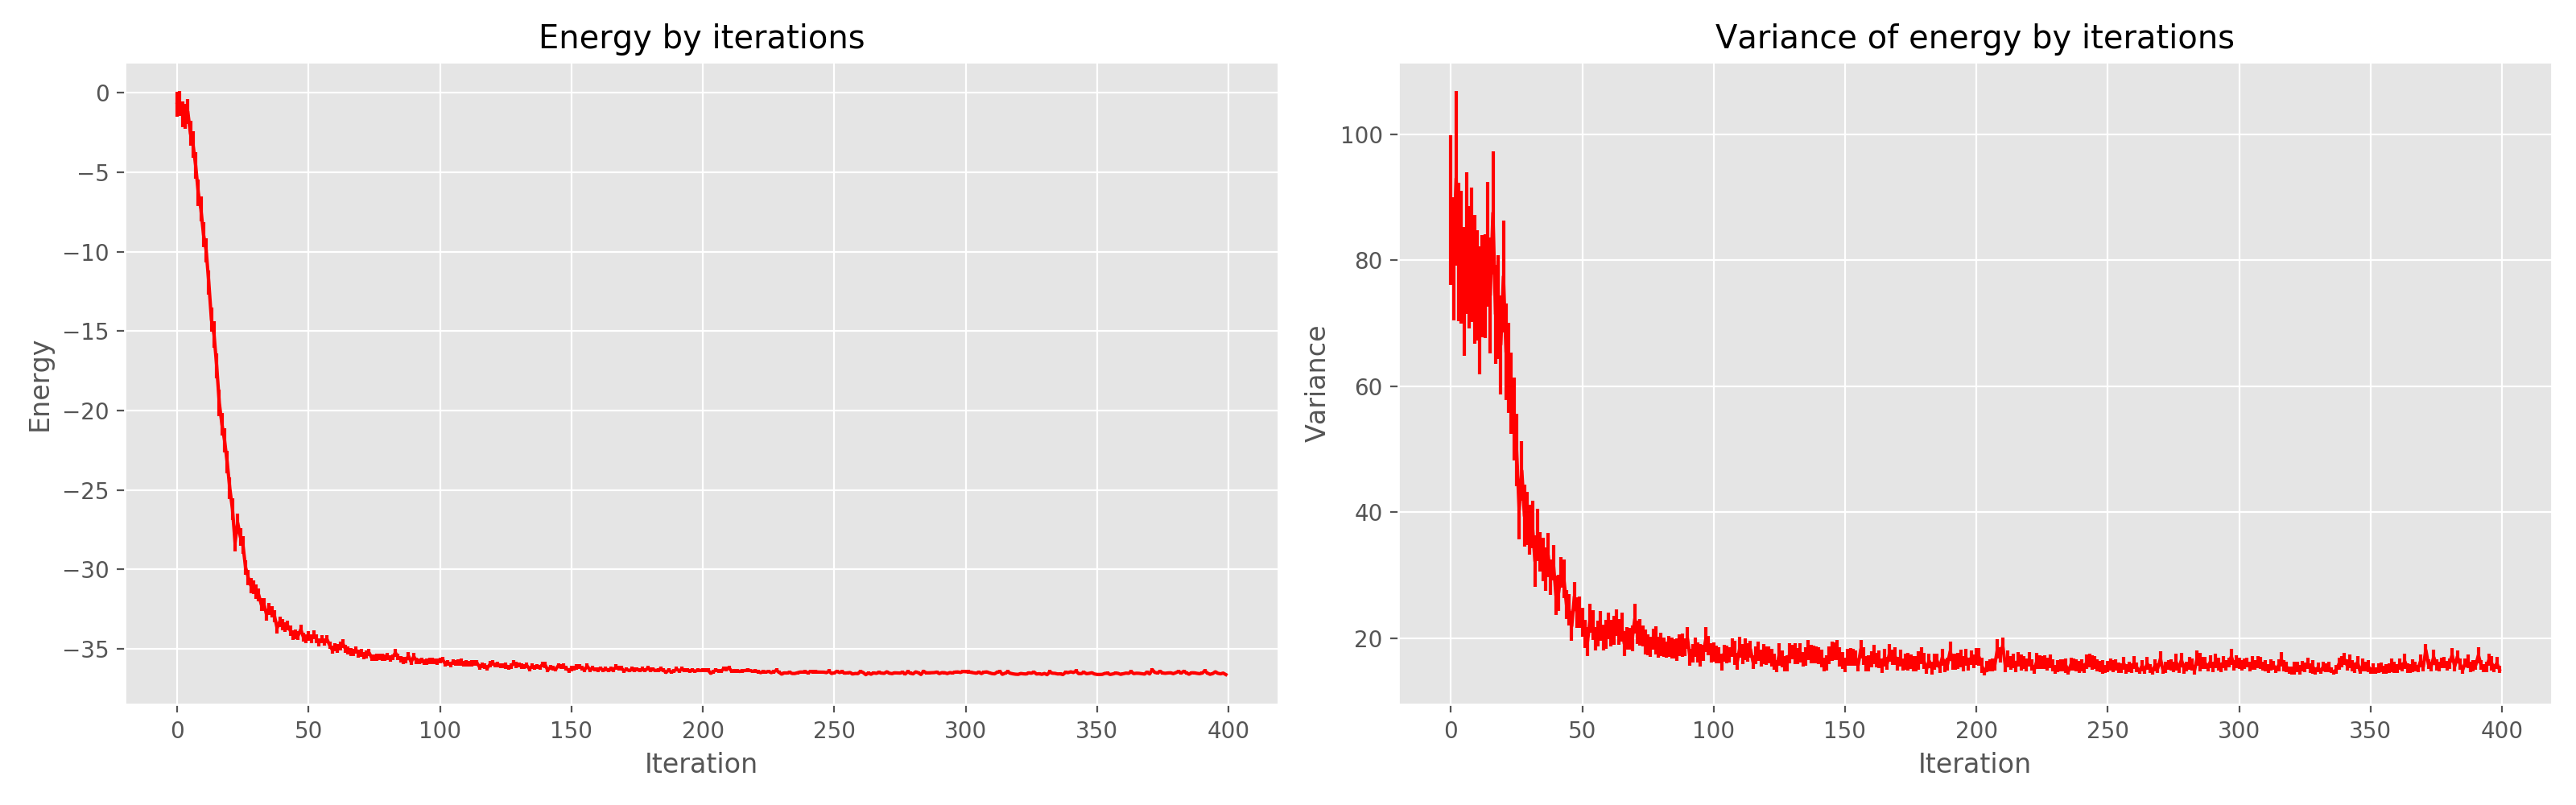 Energy by iterations
Energy
0
−5
−10
−15
−20
−25
−30
−35
0 50 100 150 200 250 300 350 400
Iteration
Variance of energy by iterations
Variance
100
80
60
40
20
0 50 100 150 200 250 300 350 400
Iteration